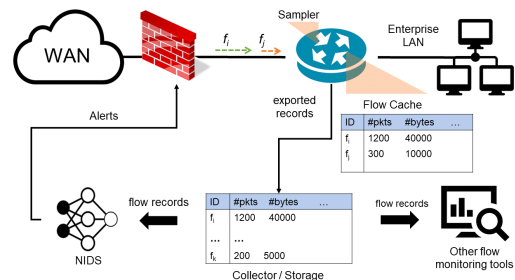 Sampler
WAN
fi fj
Enterprise
LAN
exported
records
Alerts
Flow Cache
ID #pkts #bytes ...
fi 1200 40000
fj 300 10000
flow records
ID #pkts #bytes ...
fi 1200 40000
... ...
fk 200 5000
flow records
NIDS
Other flow
monitoring tools
Collector / Storage